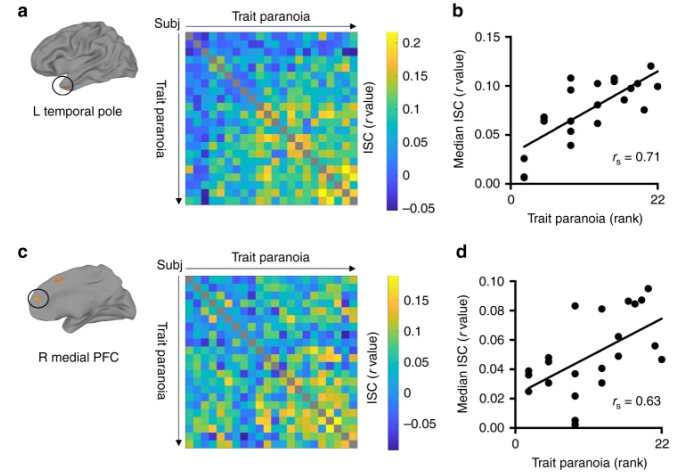 a
Subj
Trait paranoia
Trait paranoia
L temporal pole
0.2
0.15
0.1
0.05
0
−0.05
ISC (r value)
b
Median ISC (r value)
0.15
0.10
0.05
0.00
rs = 0.71
0
22
Trait paranoia (rank)
c
Subj
Trait paranoia
Trait paranoia
R medial PFC
0.15
0.1
0.05
0
−0.05
ISC (r value)
d
Median ISC (r value)
0.10
0.08
0.06
0.04
0.02
0.00
rs = 0.63
0
22
Trait paranoia (rank)